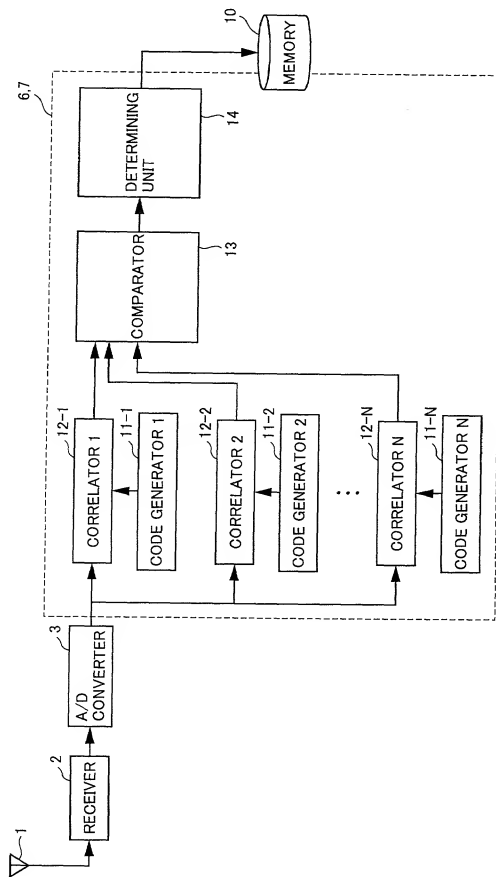 1
2
RECEIVER
3
A/D
CONVERTER
6,7
12-1
CORRELATOR 1
11-1
CODE GENERATOR 1
12-2
CORRELATOR 2
11-2
CODE GENERATOR 2
...
12-N
CORRELATOR N
11-N
CODE GENERATOR N
COMPARATOR
13
DETERMINING
UNIT
14
10
MEMORY